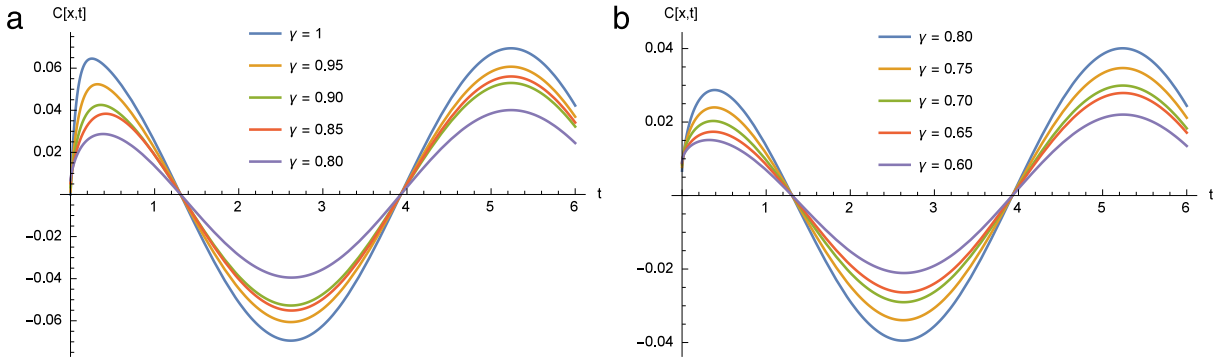 a
C[x,t]
0.06
0.04
0.02
−0.02
−0.04
−0.06
1 2 3 4 5 6
t
γ = 1
γ = 0.95
γ = 0.90
γ = 0.85
γ = 0.80
b
C[x,t]
0.04
0.02
−0.02
−0.04
1 2 3 4 5 6
t
γ = 0.80
γ = 0.75
γ = 0.70
γ = 0.65
γ = 0.60